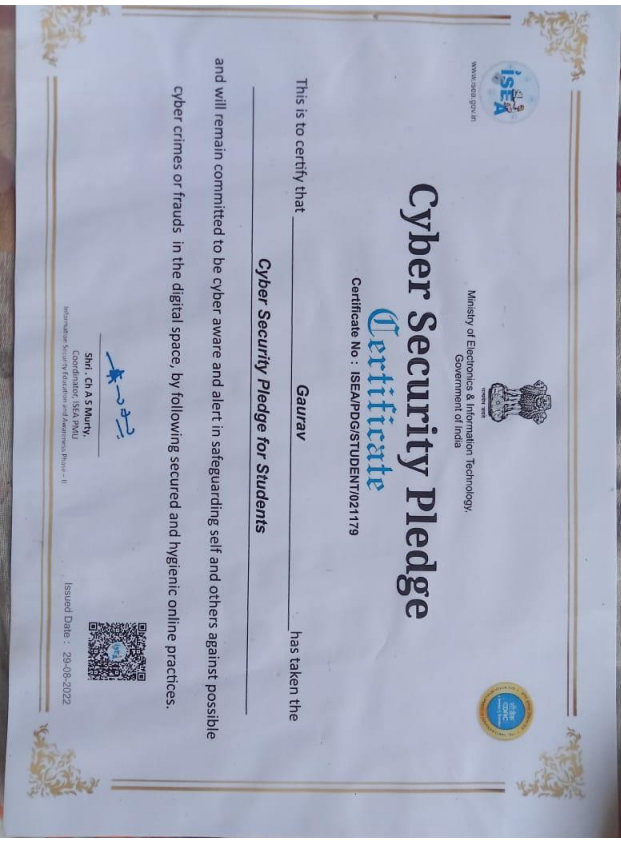 iSEA
www.isea.gov.in
सत्यमेव जयते
Ministry of Electronics & Information Technology,
Government of India
Cyber Security Pledge
Certificate
Certificate No : ISEA/PDG/STUDENT/021179
This is to certify that Gaurav has taken the
Cyber Security Pledge for Students
and will remain committed to be cyber aware and alert in safeguarding self and others against possible
cyber crimes or frauds in the digital space, by following secured and hygienic online practices.
Shri . Ch A S Murty,
Coordinator, ISEA PMU
Information Security Education and Awareness Phase - II
Issued Date : 29-08-2022